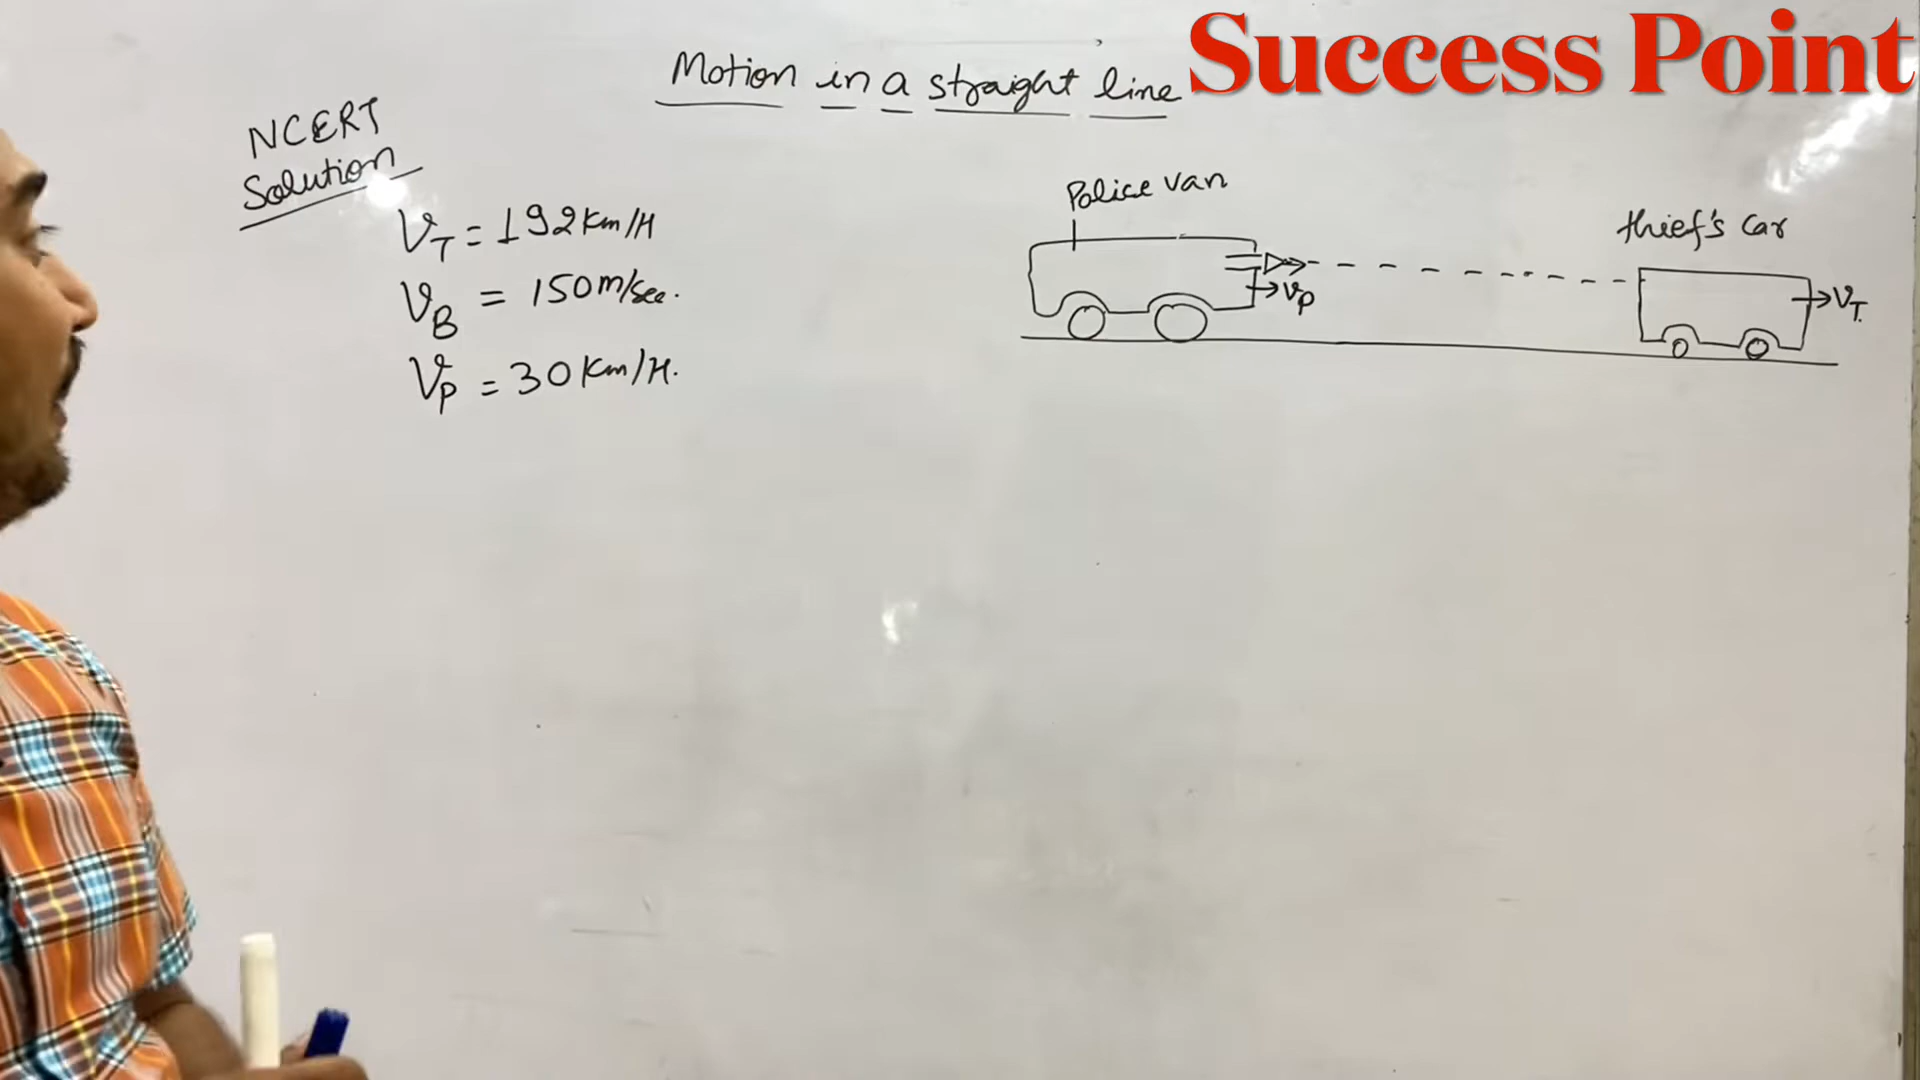 Success Point
Motion in a straight line
NCERT
Solution
V_T = 192 Km/H
V_B = 150 m/sec.
V_P = 30 Km/H.
Police van
thief's car
V_P
V_T